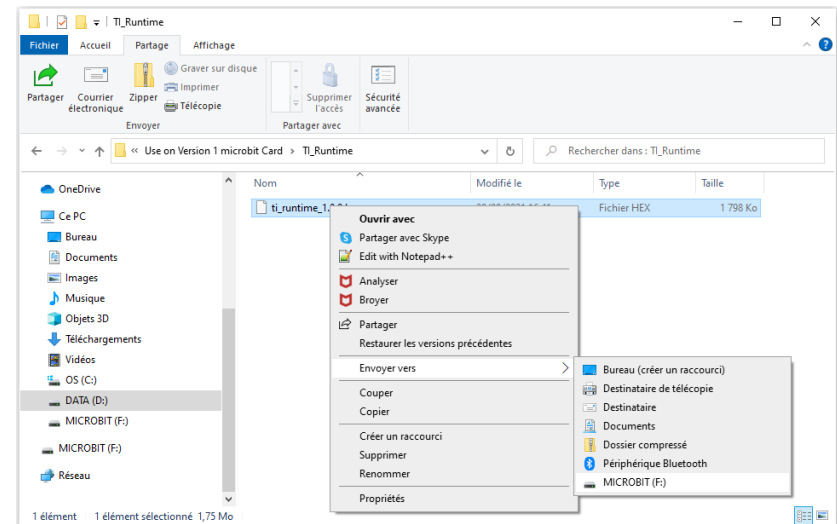 TI_Runtime
Fichier Accueil Partage Affichage
Partager
Courrier
électronique
Zipper
Graver sur disque
Imprimer
Télécopie
Envoyer
Supprimer
l'accès
Sécurité
avancée
Partager avec
« Use on Version 1 microbit Card › TI_Runtime
Rechercher dans : TI_Runtime
OneDrive
Ce PC
Bureau
Documents
Images
Musique
Objets 3D
Téléchargements
Vidéos
OS (C:)
DATA (D:)
MICROBIT (F:)
MICROBIT (F:)
Réseau
Nom Modifié le Type Taille
Fichier HEX 1 798 Ko
Ouvrir avec
Partager avec Skype
Edit with Notepad++
Analyser
Broyer
Partager
Restaurer les versions précédentes
Envoyer vers
Couper
Copier
Créer un raccourci
Supprimer
Renommer
Propriétés
Bureau (créer un raccourci)
Destinataire de télécopie
Destinataire
Documents
Dossier compressé
Périphérique Bluetooth
MICROBIT (F:)
1 élément 1 élément sélectionné 1,75 Mo